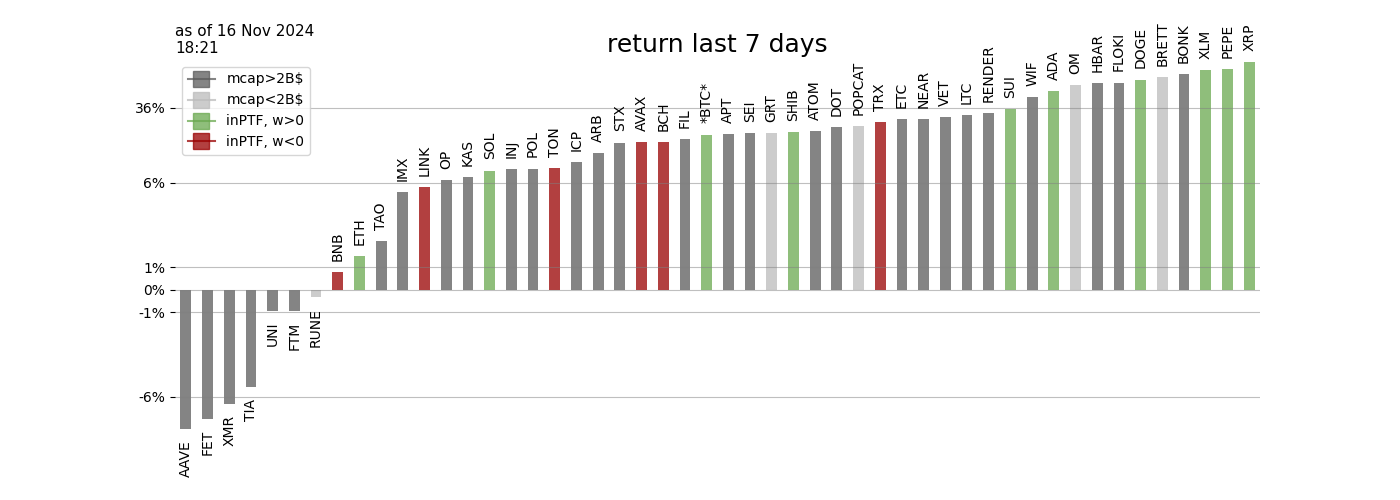 as of 16 Nov 2024
18:21
return last 7 days
mcap>2B$
mcap<2B$
inPTF, w>0
inPTF, w<0
36%
6%
1%
0%
-1%
-6%
AAVE
FET
XMR
TIA
UNI
FTM
RUNE
BNB
ETH
TAO
IMX
LINK
OP
KAS
SOL
INJ
POL
TON
ICP
ARB
STX
AVAX
BCH
FIL
*BTC*
APT
SEI
GRT
SHIB
ATOM
DOT
POPCAT
TRX
ETC
NEAR
VET
LTC
RENDER
SUI
WIF
ADA
OM
HBAR
FLOKI
DOGE
BRETT
BONK
XLM
PEPE
XRP